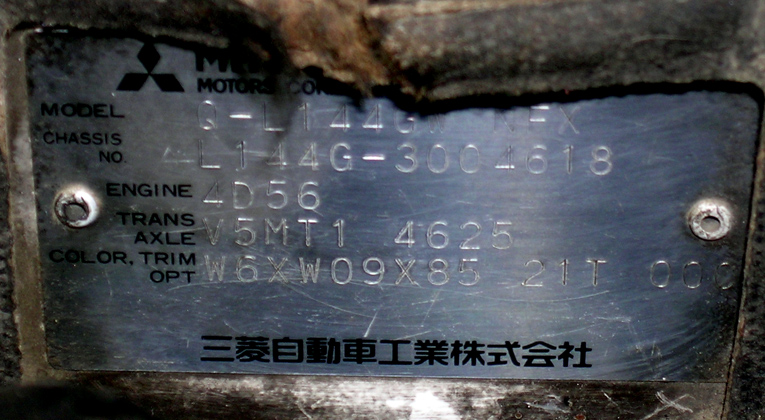 MOTORS
MODEL
CHASSIS NO. L144G-3004618
ENGINE 4D56
TRANS AXLE V5MT1 4625
COLOR, TRIM OPT W6XW09X85 21T 000
三菱自動車工業株式会社